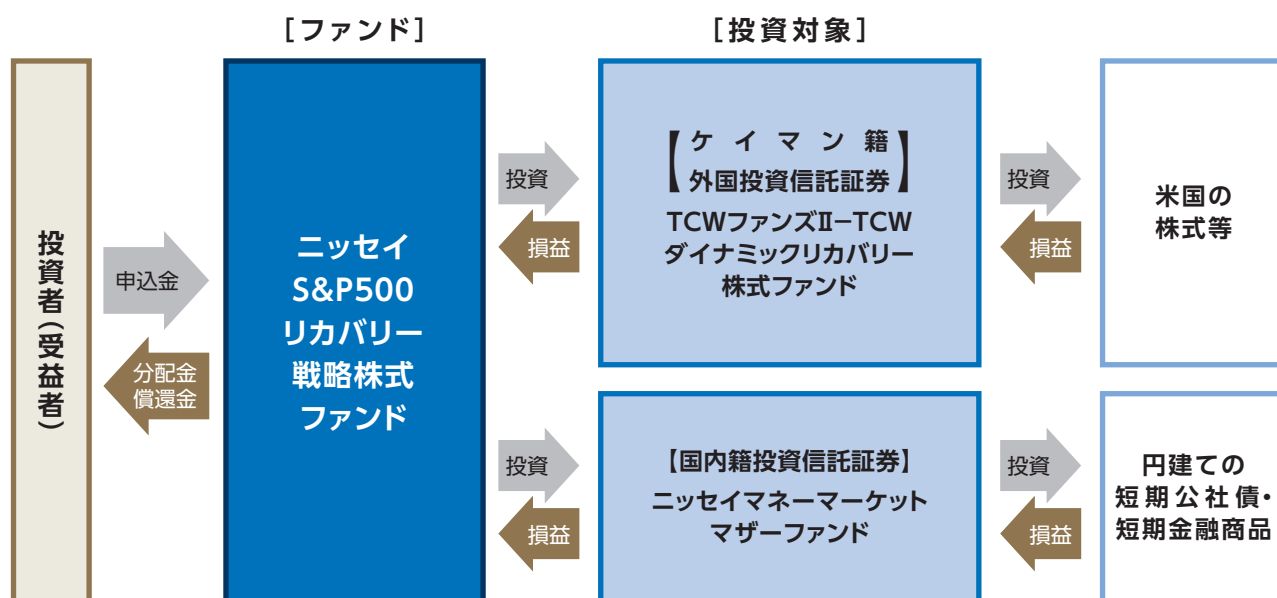 ［ファンド］
［投資対象］
投資者（受益者）
申込金
分配金
償還金
ニッセイ
S&P500
リカバリー
戦略株式
ファンド
投資
損益
【ケイマン籍
外国投資信託証券】
TCWファンズⅡ－TCW
ダイナミックリカバリー
株式ファンド
投資
損益
米国の
株式等
投資
損益
【国内籍投資信託証券】
ニッセイマネーマーケット
マザーファンド
投資
損益
円建ての
短期公社債・
短期金融商品